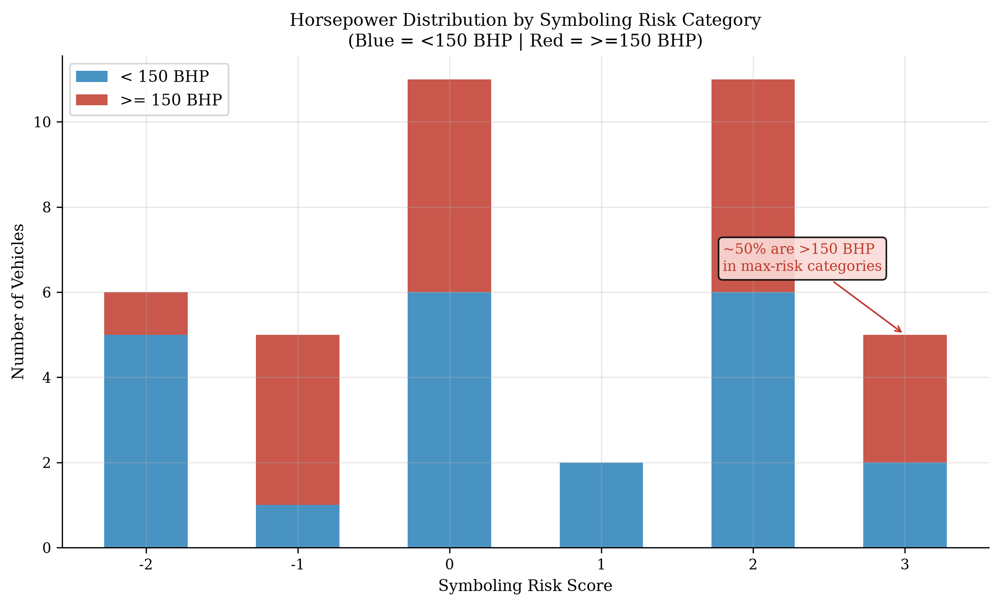 Horsepower Distribution by Symboling Risk Category
(Blue = <150 BHP | Red = >=150 BHP)
< 150 BHP
>= 150 BHP
Number of Vehicles
10
8
6
4
2
0
~50% are >150 BHP
in max-risk categories
-2
-1
0
1
2
3
Symboling Risk Score